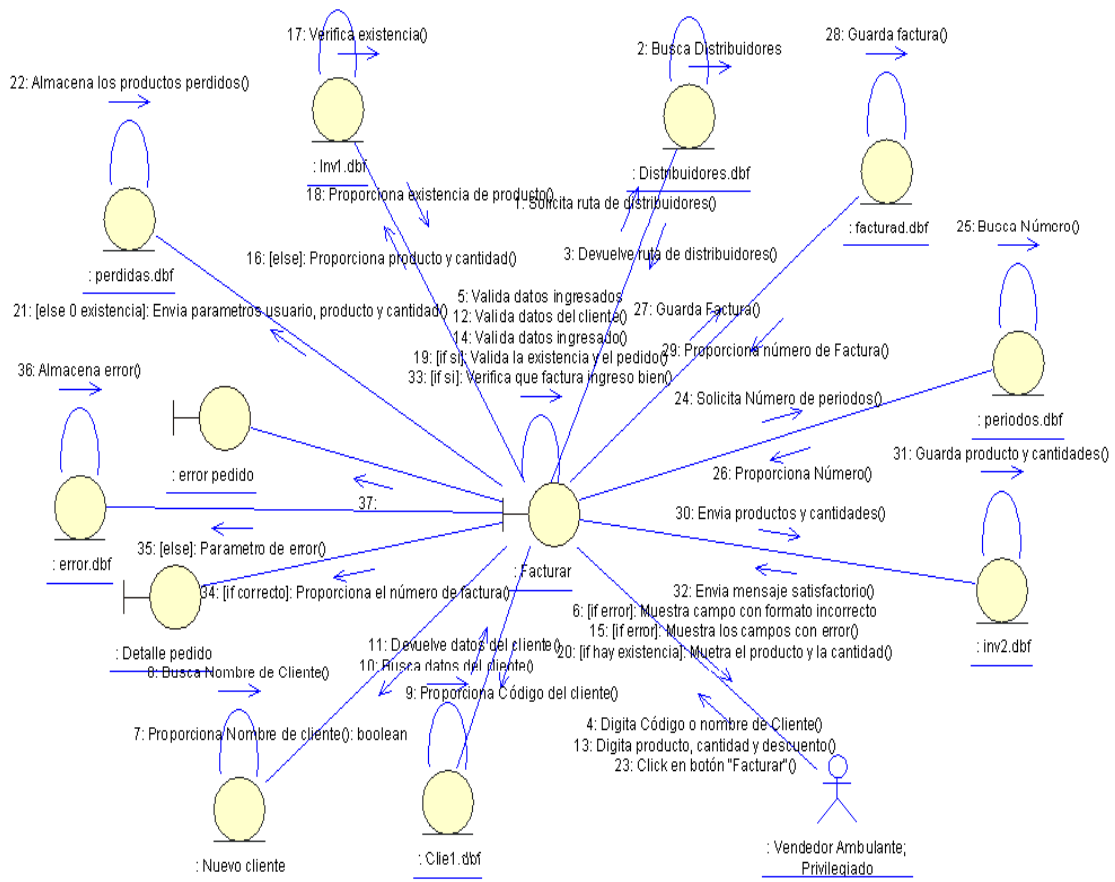 17: Verifica existencia()
2: Busca Distribuidores
28: Guarda factura()
22: Almacena los productos perdidos()
: Inv1.dbf
: Distribuidores.dbf
18: Proporciona existencia de producto()
1: Solicita ruta de distribuidores()
: facturad.dbf
25: Busca Número()
: perdidas.dbf
16: [else]: Proporciona producto y cantidad()
3: Devuelve ruta de distribuidores()
5: Valida datos ingresados
21: [else 0 existencia]: Envia parametros usuario, producto y cantidad()
12: Valida datos del cliente()
27: Guarda Factura()
14: Valida datos ingresado()
19: [if si]: Valida la existencia y el pedido()
29: Proporciona número de Factura()
36: Almacena error()
33: [if si]: Verifica que factura ingreso bien()
24: Solicita Número de periodos()
: periodos.dbf
31: Guarda producto y cantidades()
: error pedido
26: Proporciona Número()
37:
30: Envia productos y cantidades()
35: [else]: Parametro de error()
: error.dbf
: Facturar
34: [if correcto]: Proporciona el número de factura()
32: Envia mensaje satisfactorio()
6: [if error]: Muestra campo con formato incorrecto
15: [if error]: Muestra los campos con error()
20: [if hay existencia]: Muetra el producto y la cantidad()
: inv2.dbf
: Detalle pedido
11: Devuelve datos del cliente()
10: Busca datos del cliente()
8: Busca Nombre de Cliente()
9: Proporciona Código del cliente()
7: Proporciona Nombre de cliente(): boolean
4: Digita Código o nombre de Cliente()
13: Digita producto, cantidad y descuento()
23: Click en botón "Facturar"()
: Nuevo cliente
: Clie1.dbf
: Vendedor Ambulante;
Privilegiado